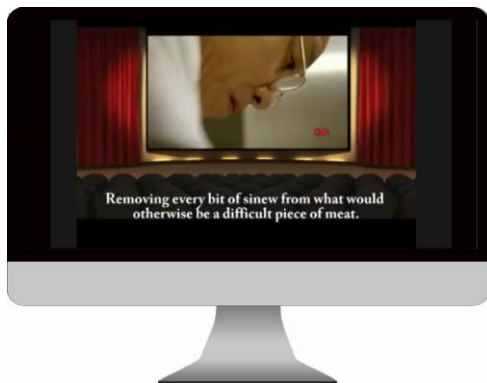 Removing every bit of sinew from what would
otherwise be a difficult piece of meat.